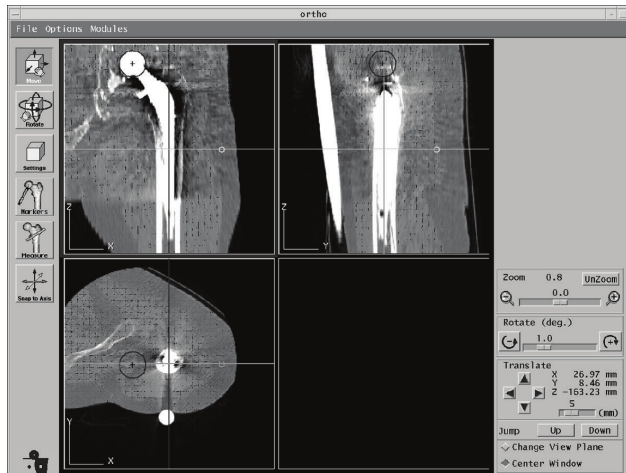 ortho
File Options Modules
Move
Rotate
Settings
Markers
Measure
Snap to Axis
Z
X
Z
Y
Y
X
Zoom 0.8 UnZoom
0.0
Rotate (deg.)
1.0
Translate
X 26.97 mm
Y 8.46 mm
Z -163.23 mm
5
(mm)
Jump Up Down
Change View Plane
Center Window